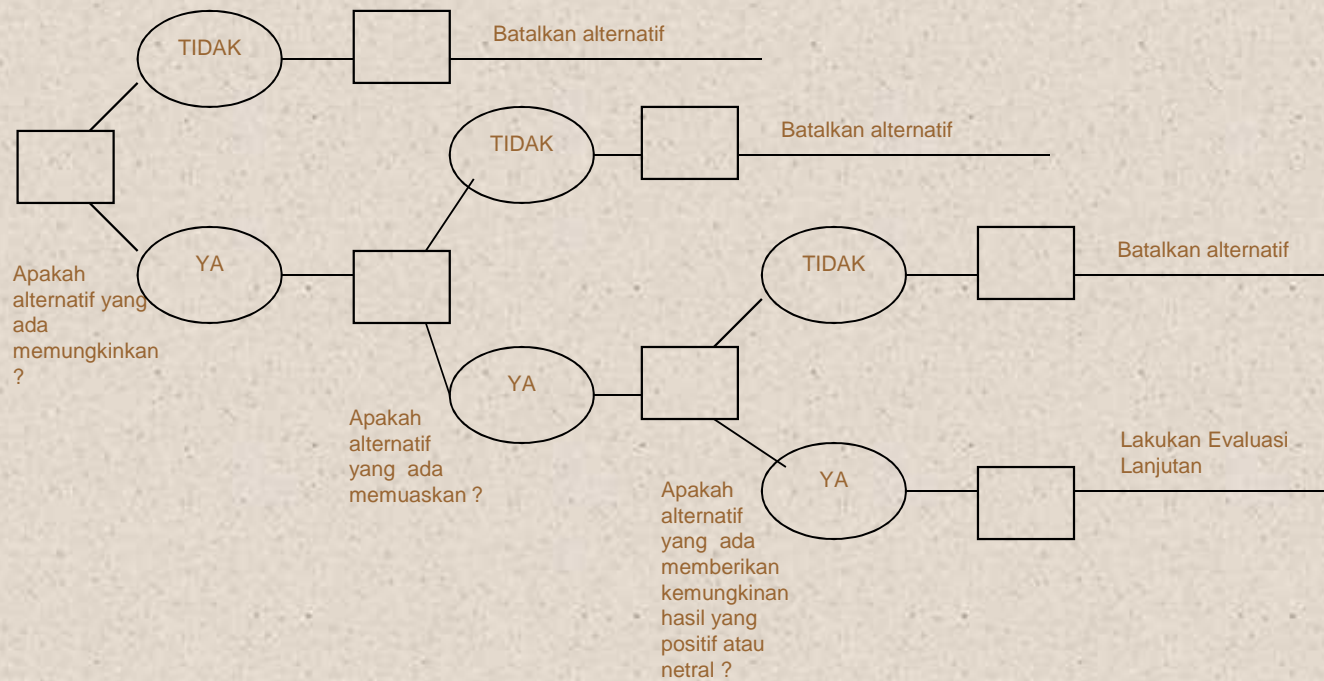 TIDAK
Batalkan alternatif
TIDAK
Batalkan alternatif
YA
Apakah
alternatif yang
ada
memungkinkan
?
TIDAK
Batalkan alternatif
YA
Apakah
alternatif
yang ada
memuaskan ?
YA
Lakukan Evaluasi
Lanjutan
Apakah
alternatif
yang ada
memberikan
kemungkinan
hasil yang
positif atau
netral ?